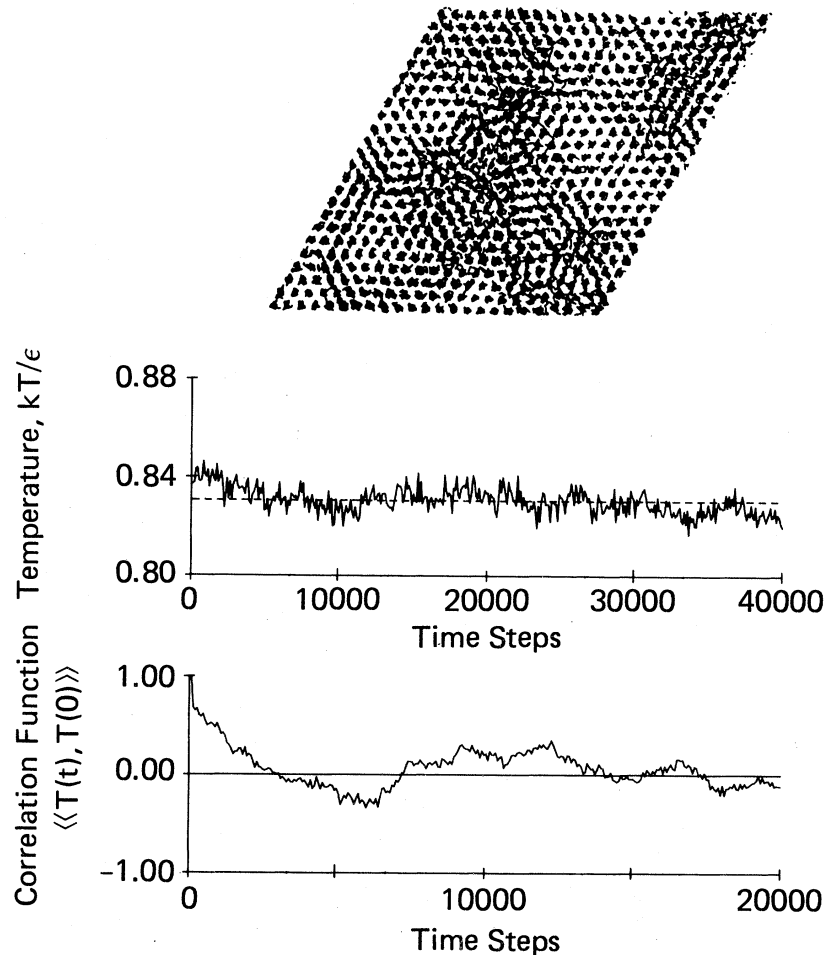 Temperature, kT/ϵ
0.88
0.84
0.80
0 10000 20000 30000 40000
Time Steps
Correlation Function
⟪T(t), T(0)⟫
1.00
0.00
−1.00
0 10000 20000
Time Steps